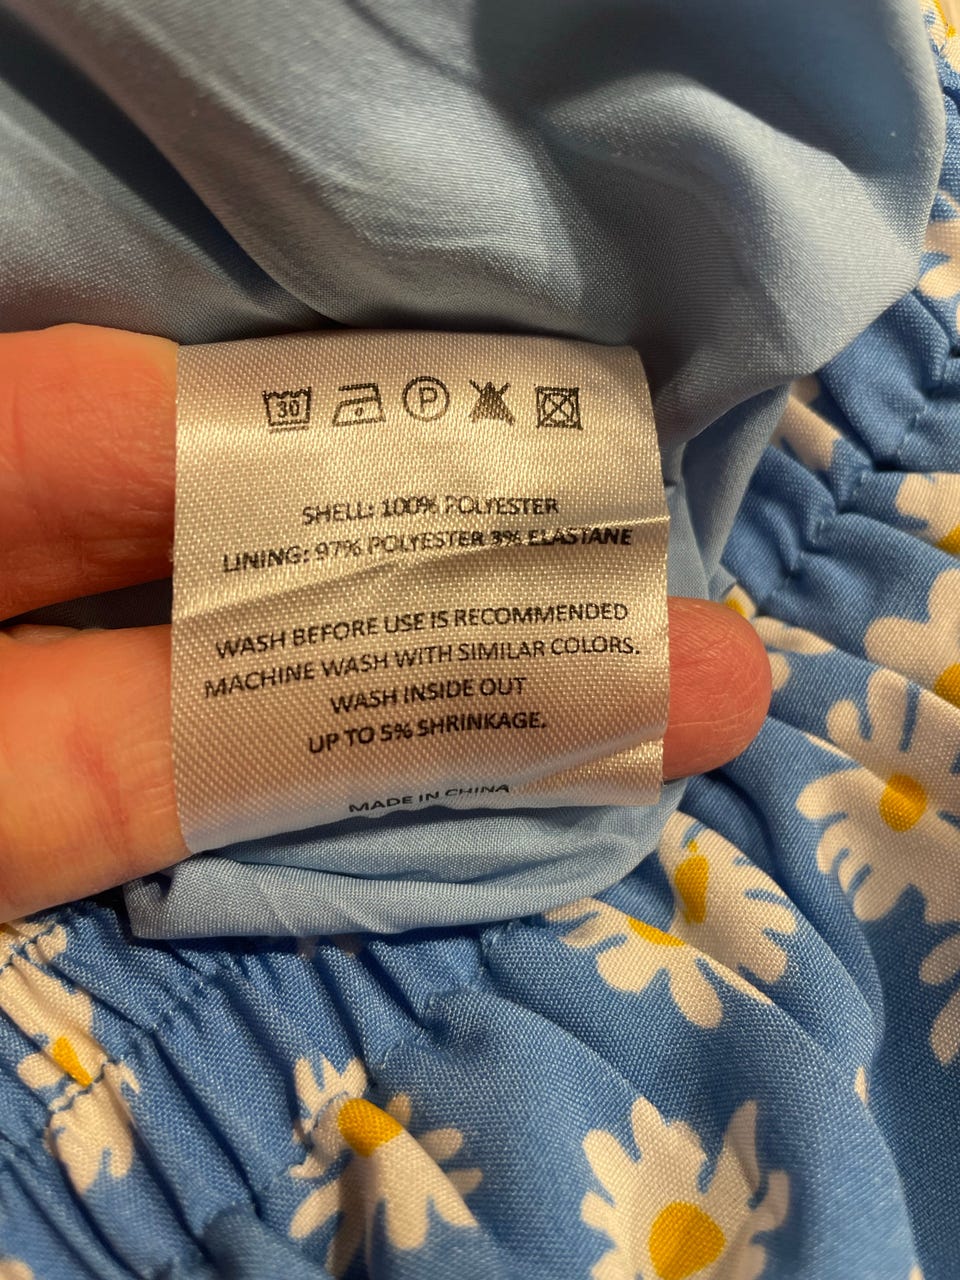 30 P
SHELL: 100% POLYESTER
LINING: 97% POLYESTER 3% ELASTANE
WASH BEFORE USE IS RECOMMENDED
MACHINE WASH WITH SIMILAR COLORS.
WASH INSIDE OUT
UP TO 5% SHRINKAGE.
MADE IN CHINA